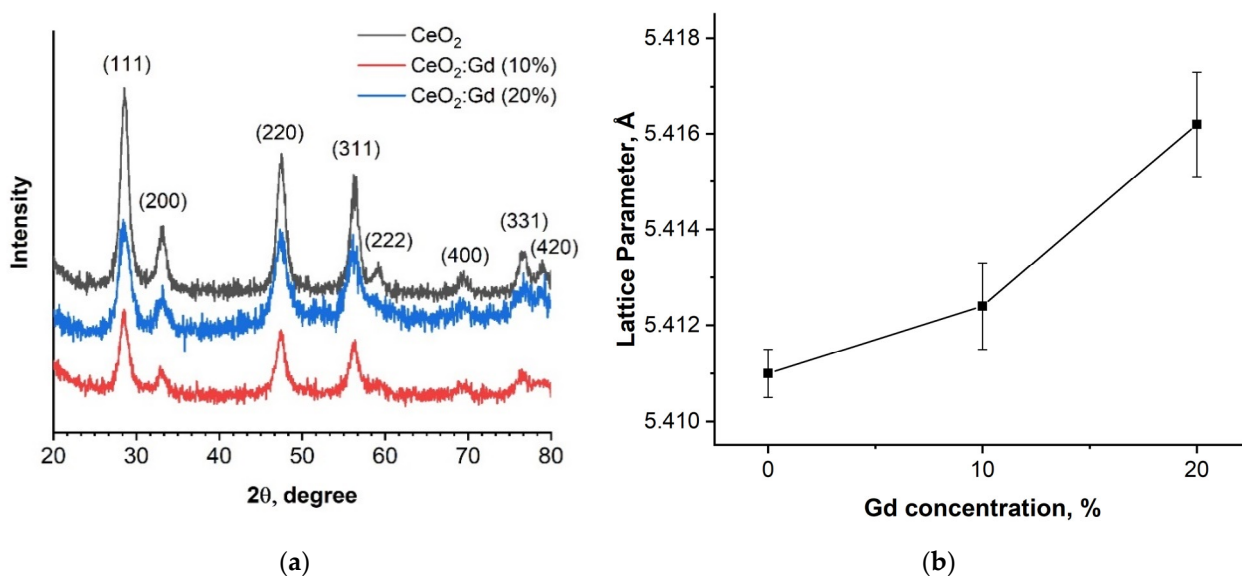 CeO₂
CeO₂:Gd (10%)
CeO₂:Gd (20%)
(111)
(200)
(220)
(311)
(222)
(400)
(331)
(420)
Intensity
20 30 40 50 60 70 80
2θ, degree
(a)
5.418
5.416
5.414
5.412
5.410
Lattice Parameter, Å
0 10 20
Gd concentration, %
(b)